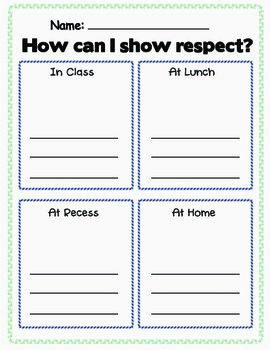 Name:
How can I show respect?
In Class
At Lunch
At Recess
At Home